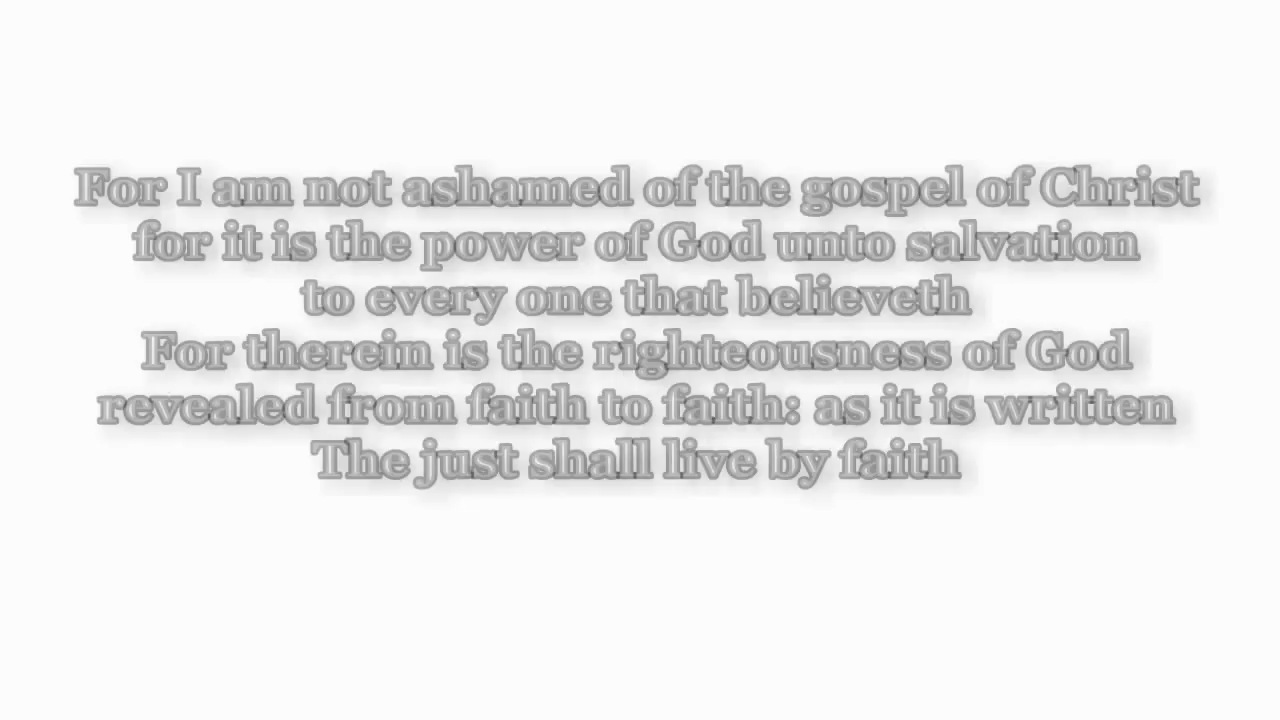 For I am not ashamed of the gospel of Christ
for it is the power of God unto salvation
to every one that believeth
For therein is the righteousness of God
revealed from faith to faith: as it is written
The just shall live by faith